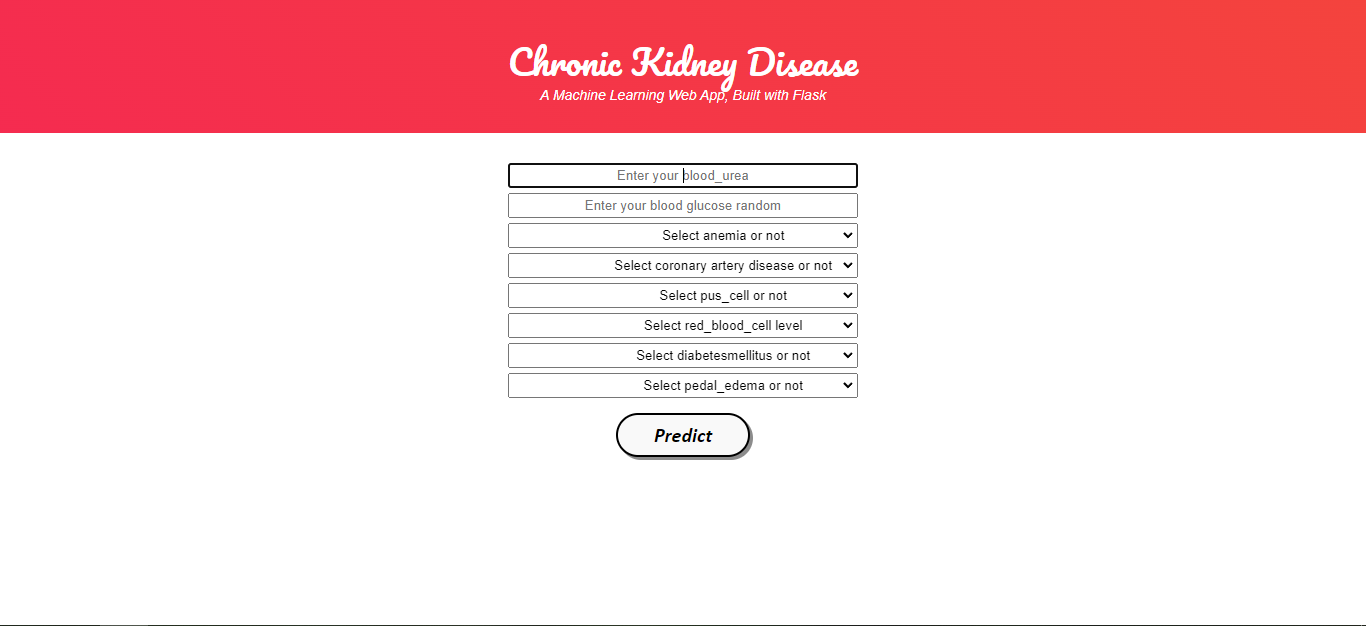 Chronic Kidney Disease
A Machine Learning Web App, Built with Flask
Enter your blood_urea
Enter your blood glucose random
Select anemia or not
Select coronary artery disease or not
Select pus_cell or not
Select red_blood_cell level
Select diabetesmellitus or not
Select pedal_edema or not
Predict